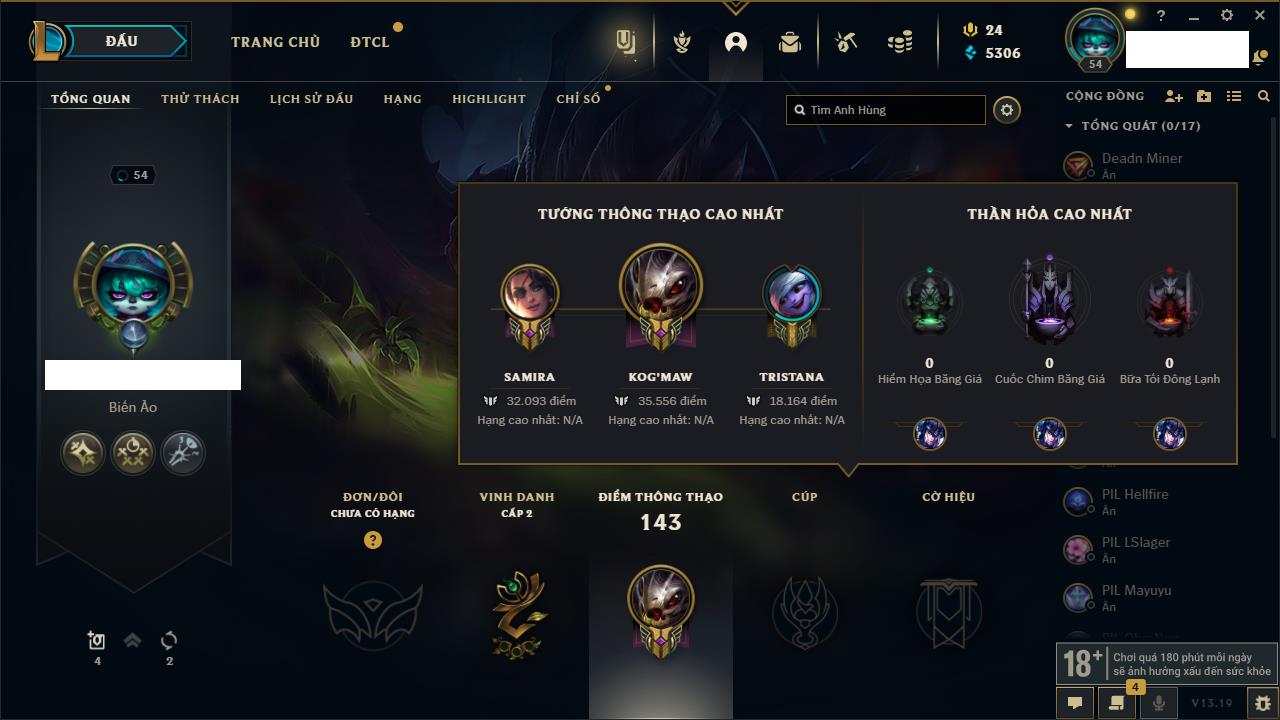 ĐẤU
TRANG CHỦ
ĐTCL
24
5306
54
TỔNG QUAN
THỬ THÁCH
LỊCH SỬ ĐẤU
HẠNG
HIGHLIGHT
CHỈ SỐ
Tìm Anh Hùng
CỘNG ĐỒNG
TỔNG QUÁT (0/17)
Deadn Miner
Ẩn
54
Biến Ảo
4
2
TƯỚNG THÔNG THẠO CAO NHẤT
SAMIRA
32.093 điểm
Hạng cao nhất: N/A
KOG'MAW
35.556 điểm
Hạng cao nhất: N/A
TRISTANA
18.164 điểm
Hạng cao nhất: N/A
THẦN HỎA CAO NHẤT
0
Hiểm Họa Băng Giá
0
Cuốc Chim Băng Giá
0
Bữa Tối Đông Lạnh
ĐƠN/ĐÔI
CHƯA CÓ HẠNG
?
VINH DANH
CẤP 2
ĐIỂM THÔNG THẠO
143
CÚP
CỜ HIỆU
PIL Hellfire
Ẩn
PIL LSlager
Ẩn
PIL Mayuyu
Ẩn
18+
Chơi quá 180 phút mỗi ngày
sẽ ảnh hưởng xấu đến sức khỏe
4
V13.19